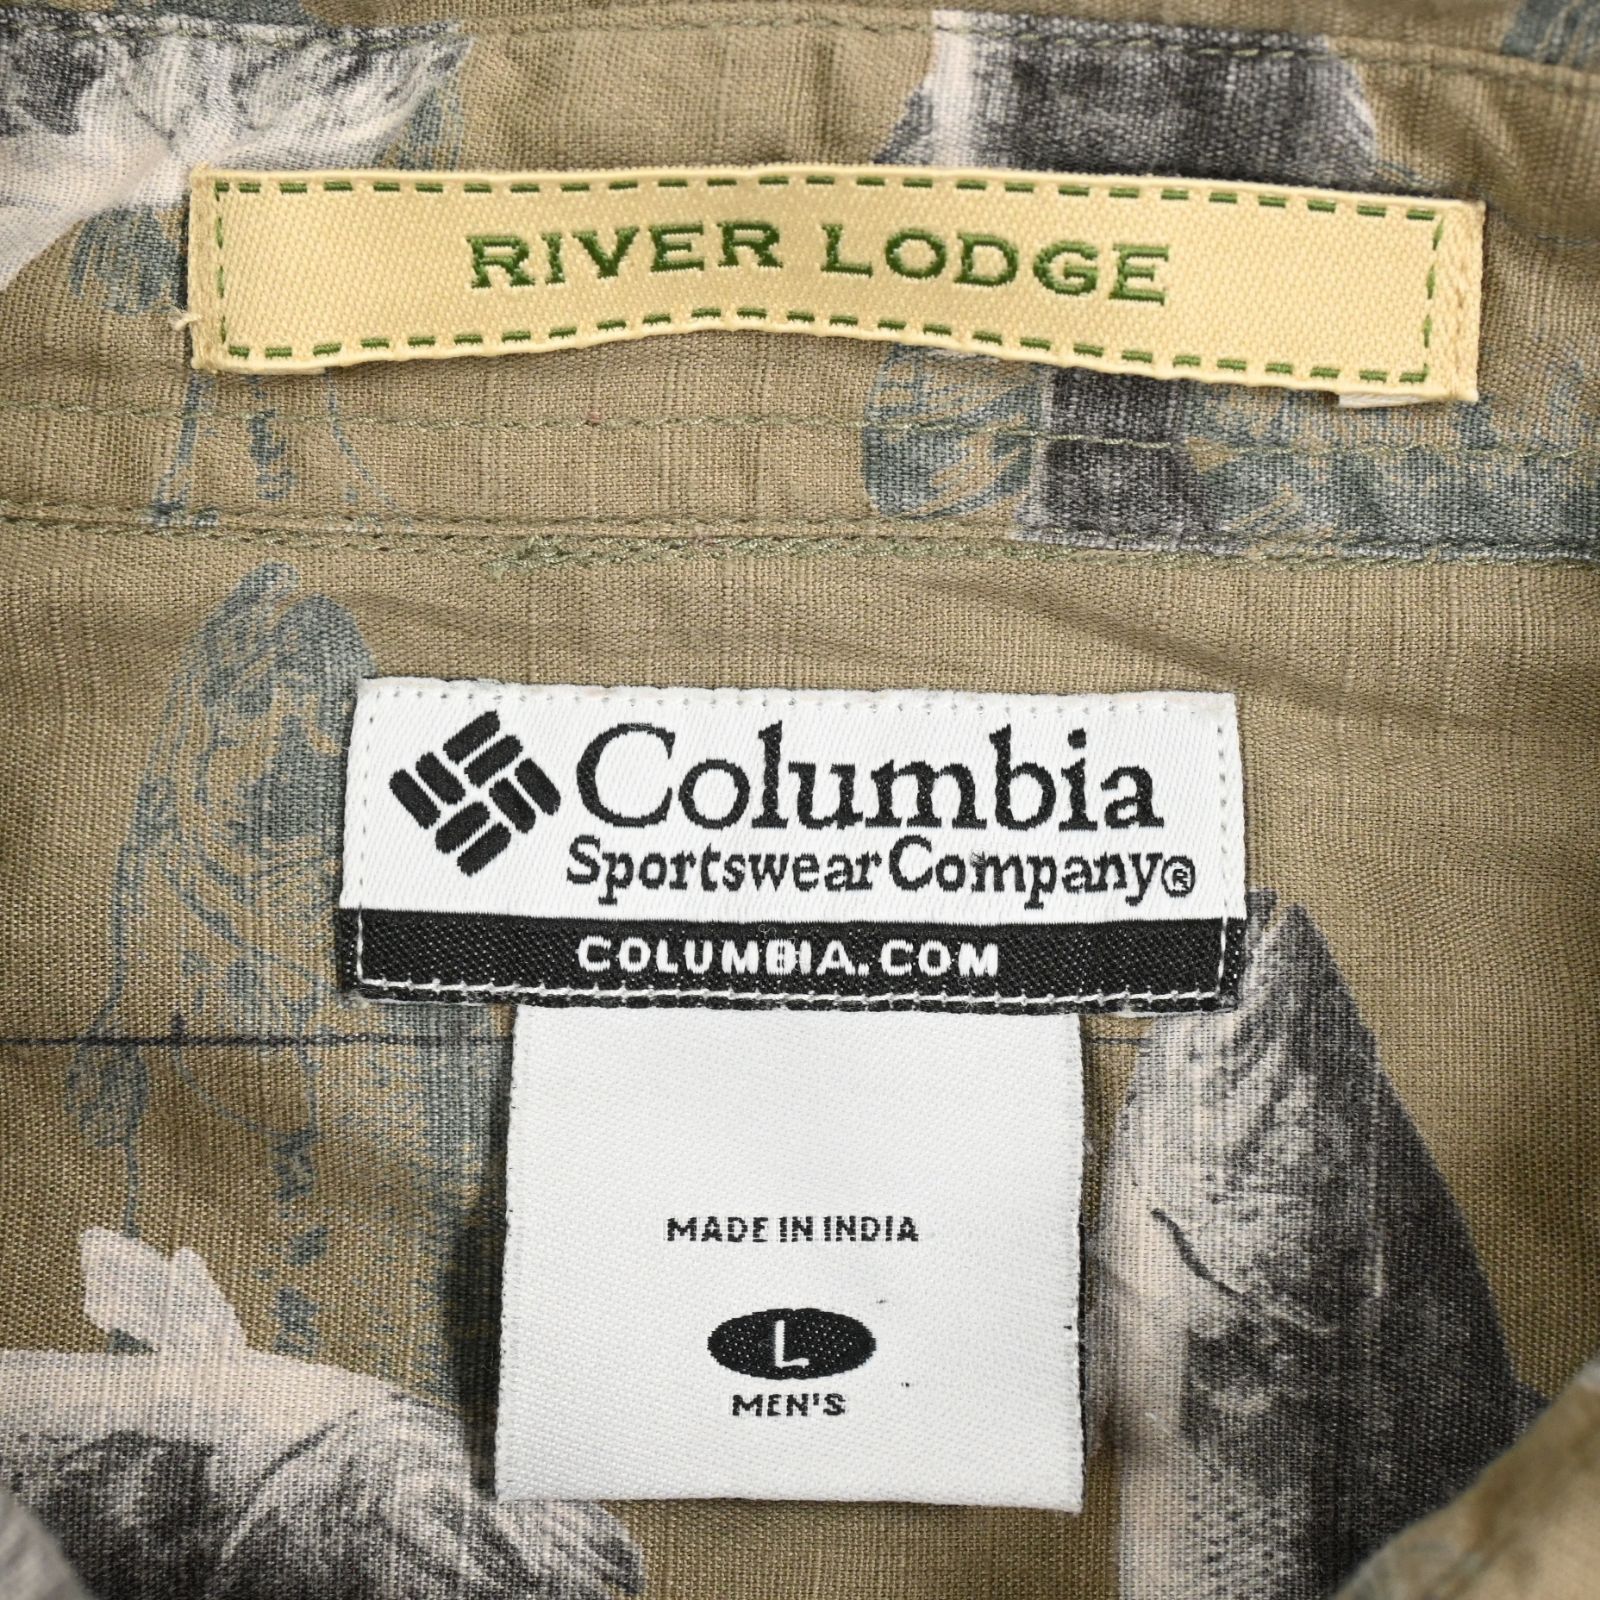 RIVER LODGE
Columbia
Sportswear Company®
COLUMBIA.COM
MADE IN INDIA
L
MEN'S